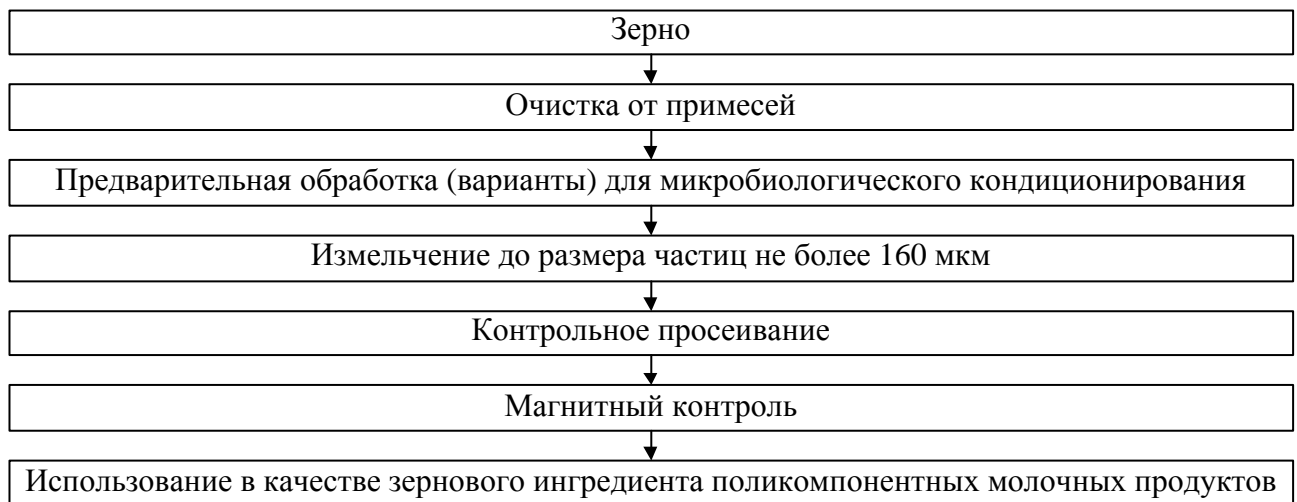 Зерно
Очистка от примесей
Предварительная обработка (варианты) для микробиологического кондиционирования
Измельчение до размера частиц не более 160 мкм
Контрольное просеивание
Магнитный контроль
Использование в качестве зернового ингредиента поликомпонентных молочных продуктов